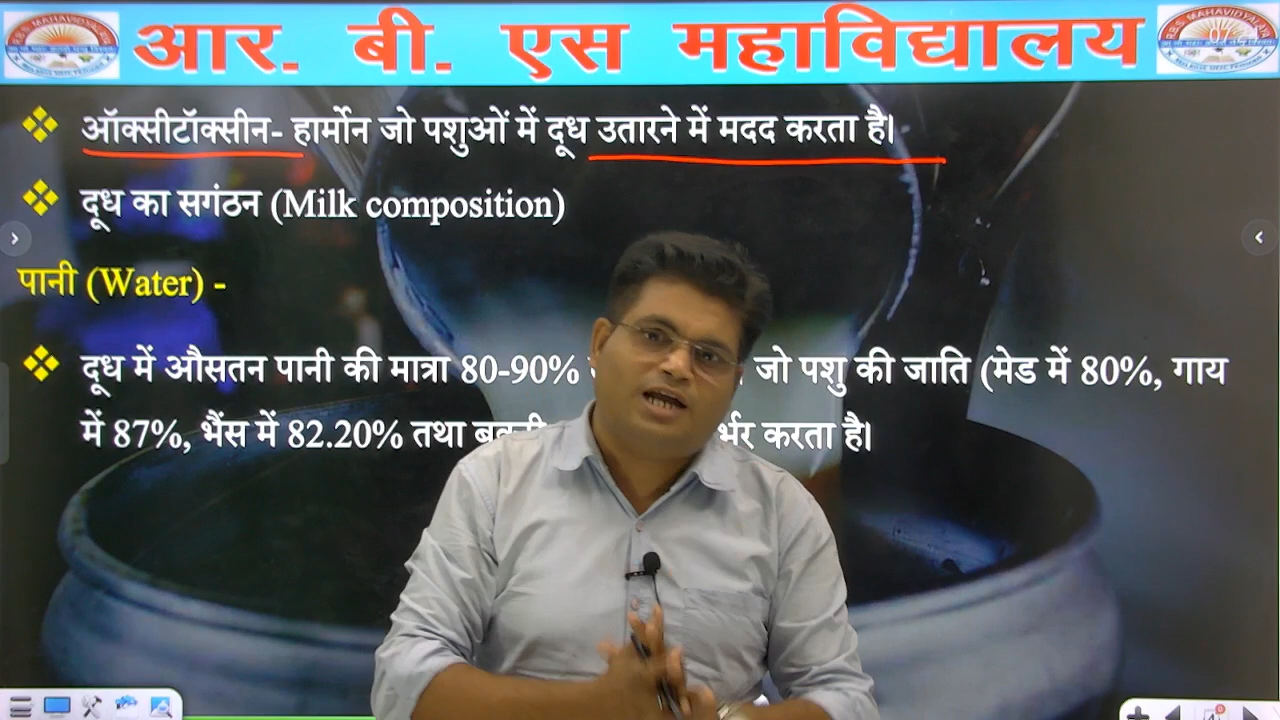 आर. बी. एस महाविद्यालय
ऑक्सीटॉक्सीन- हार्मोन जो पशुओं में दूध उतारने में मदद करता है।
दूध का सगंठन (Milk composition)
पानी (Water) -
दूध में औसतन पानी की मात्रा 80-90% जो पशु की जाति (मेड में 80%, गाय
में 87%, भैंस में 82.20% तथा करता है।